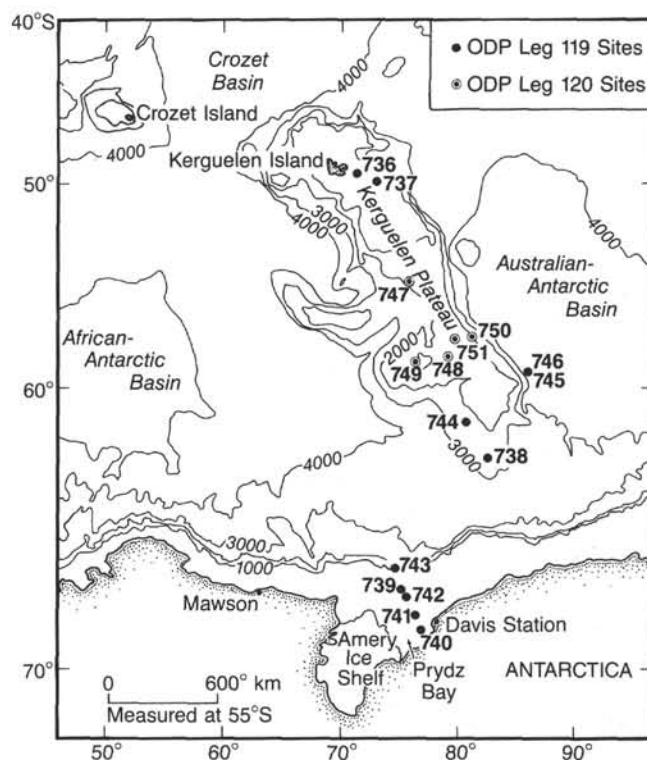 40°S
Crozet
Basin
4000
● ODP Leg 119 Sites
◉ ODP Leg 120 Sites
Crozet Island
4000
4000
Kerguelen Island
736
737
50°
3000
4000
4000
Kerguelen Plateau
Australian-
Antarctic
Basin
747
African-
Antarctic
Basin
750
2000
751
746
749
748
745
60°
744
3000
738
4000
3000
1000
743
739
742
Mawson
741
Davis Station
740
Amery
Ice
Shelf
Prydz
Bay
ANTARCTICA
70°
0
600° km
Measured at 55°S
50°
60°
70°
80°
90°